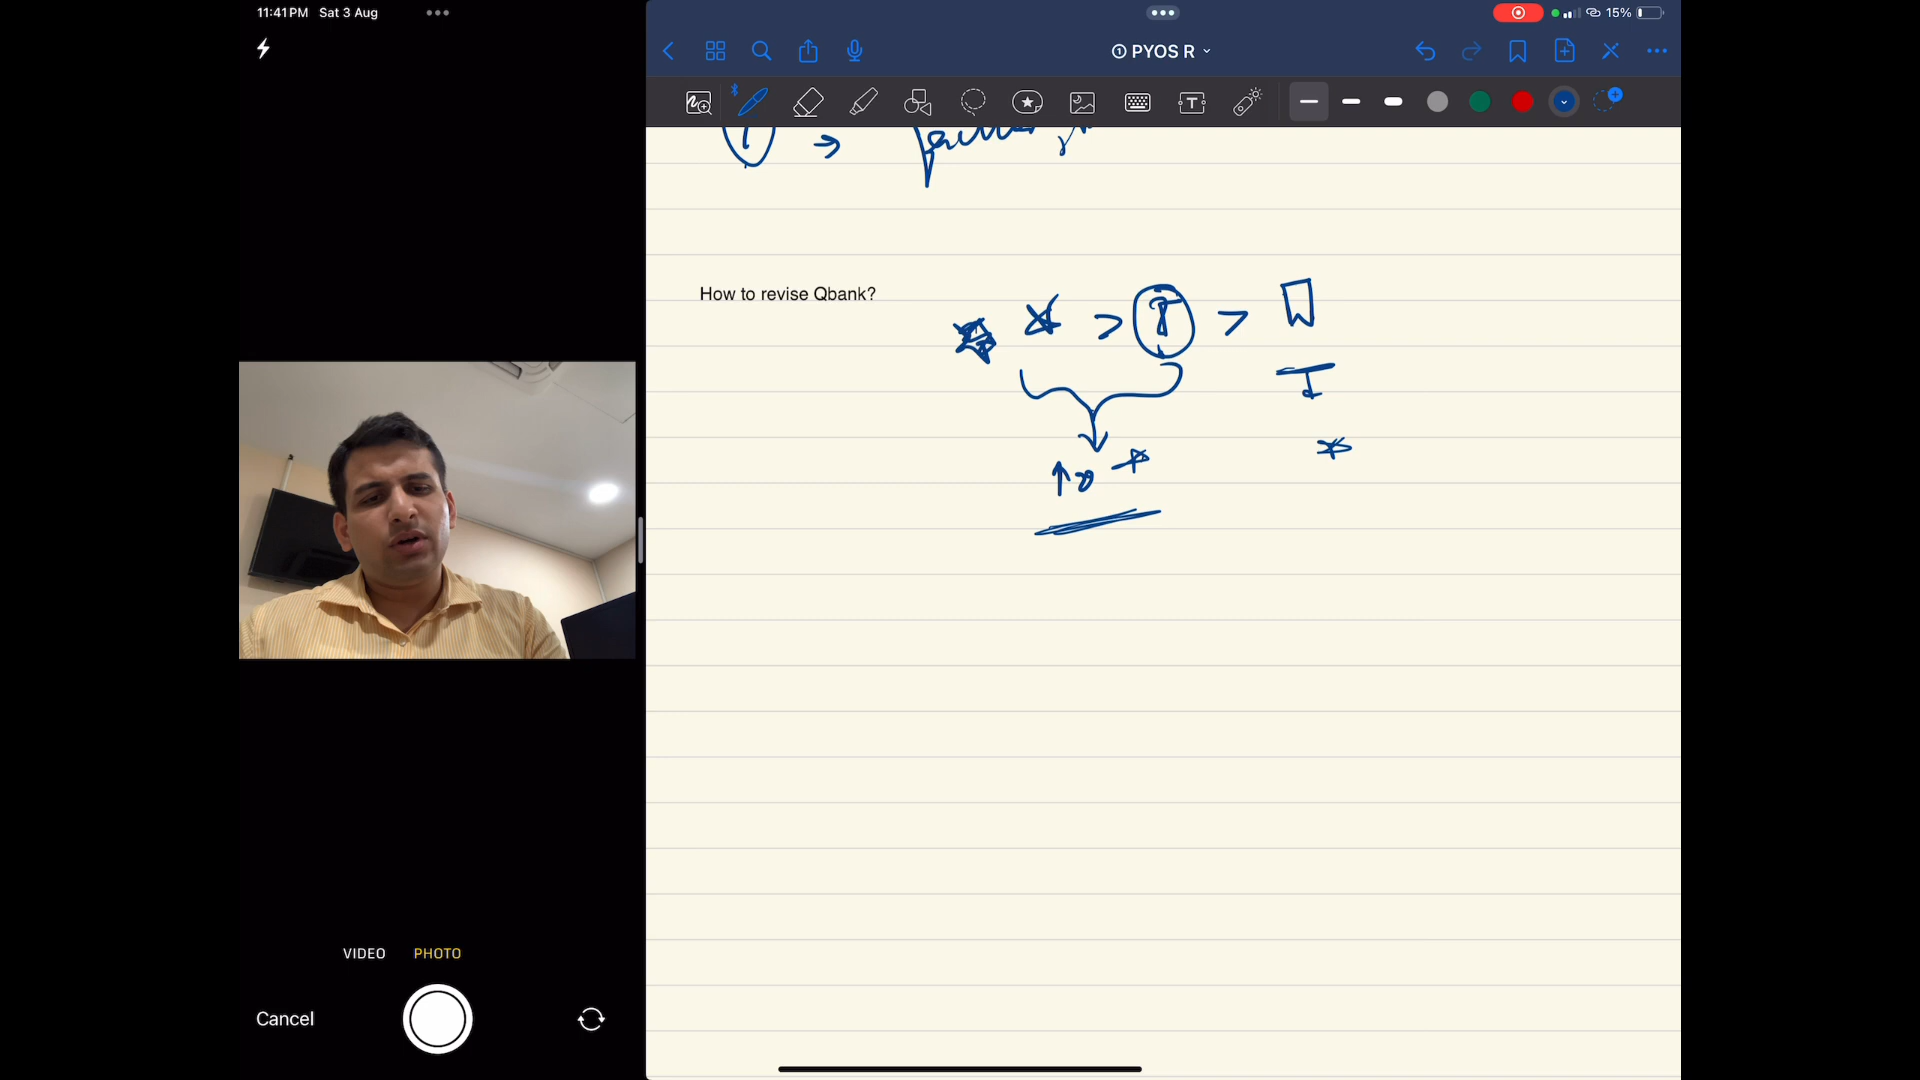 11:41 PM Sat 3 Aug
15%
PYOS R
How to revise Qbank?
> >
VIDEO PHOTO
Cancel